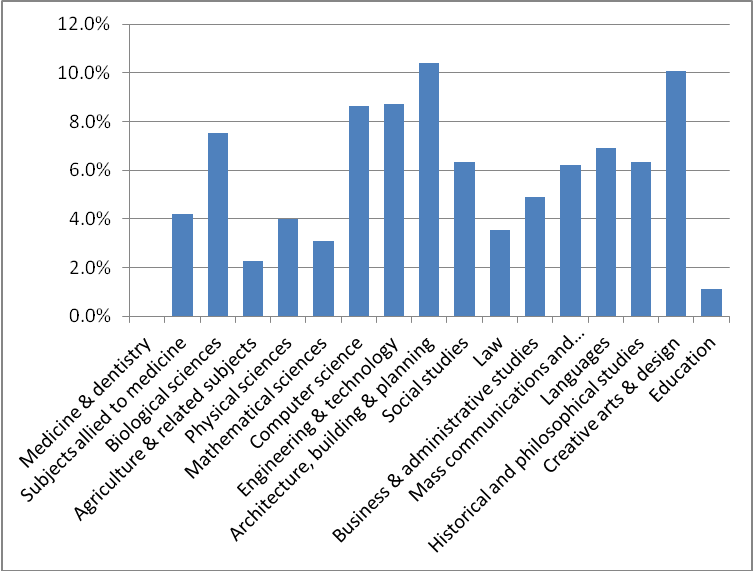 12.0%
10.0%
8.0%
6.0%
4.0%
2.0%
0.0%
Medicine & dentistry
Subjects allied to medicine
Biological sciences
Agriculture & related subjects
Physical sciences
Mathematical sciences
Computer science
Engineering & technology
Architecture, building & planning
Social studies
Law
Business & administrative studies
Mass communications and...
Languages
Historical and philosophical studies
Creative arts & design
Education